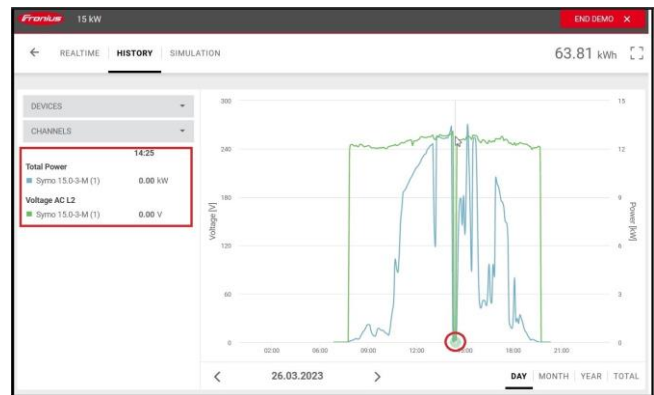 Fronius 15 kW END DEMO ×
REALTIME HISTORY SIMULATION 63.81 kWh
DEVICES
CHANNELS
14:25
Total Power
Symo 15.0-3-M (1) 0.00 kW
Voltage AC L2
Symo 15.0-3-M (1) 0.00 V
300 15
240 12
180 9
120 6
60 3
0 0
Voltage [V]
Power [kW]
02:00 06:00 09:00 12:00 18:00 21:00
26.03.2023
DAY MONTH YEAR TOTAL